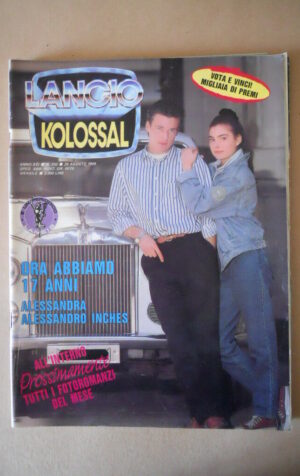 VOTA E VINCI!
MIGLIAIA DI PREMI
LANCIO
KOLOSSAL
ORA ABBIAMO
17 ANNI
ALESSANDRA
ALESSANDRO INCHES
ALL'INTERNO
Prossimamente
TUTTI I FOTOROMANZI
DEL MESE